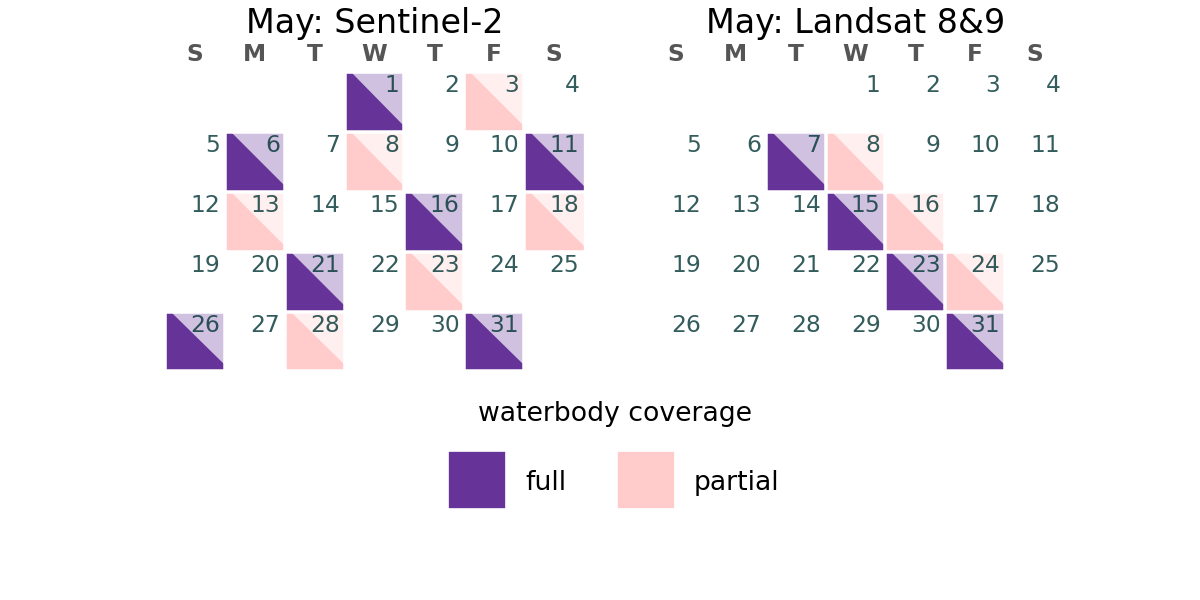 May: Sentinel-2
S M T W T F S
1 2 3 4
5 6 7 8 9 10 11
12 13 14 15 16 17 18
19 20 21 22 23 24 25
26 27 28 29 30 31
May: Landsat 8&9
S M T W T F S
1 2 3 4
5 6 7 8 9 10 11
12 13 14 15 16 17 18
19 20 21 22 23 24 25
26 27 28 29 30 31
waterbody coverage
full
partial